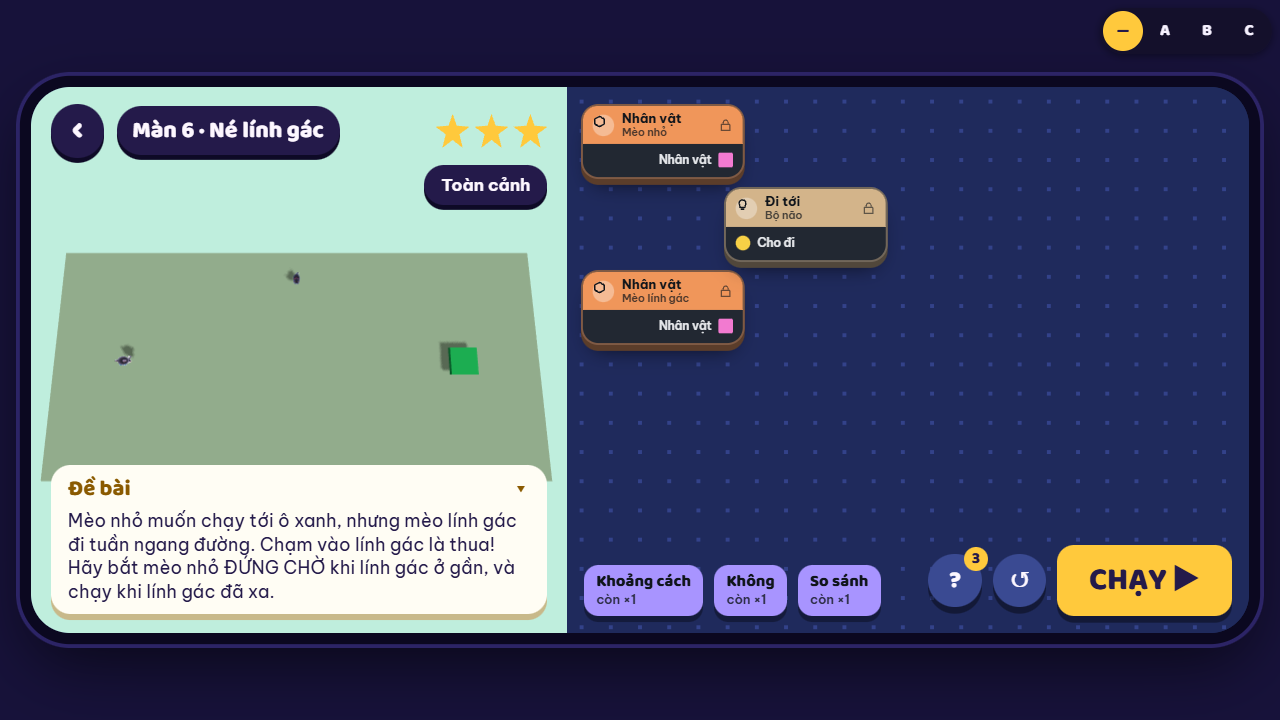 – A B C
Màn 6 · Né lính gác
Toàn cảnh
Đề bài
Mèo nhỏ muốn chạy tới ô xanh, nhưng mèo lính gác
đi tuần ngang đường. Chạm vào lính gác là thua!
Hãy bắt mèo nhỏ ĐỨNG CHỜ khi lính gác ở gần, và
chạy khi lính gác đã xa.
Nhân vật
Mèo nhỏ
Nhân vật
Đi tới
Bộ não
Cho đi
Nhân vật
Mèo lính gác
Nhân vật
Khoảng cách
còn ×1
Không
còn ×1
So sánh
còn ×1
?
3
↺
CHẠY ▶